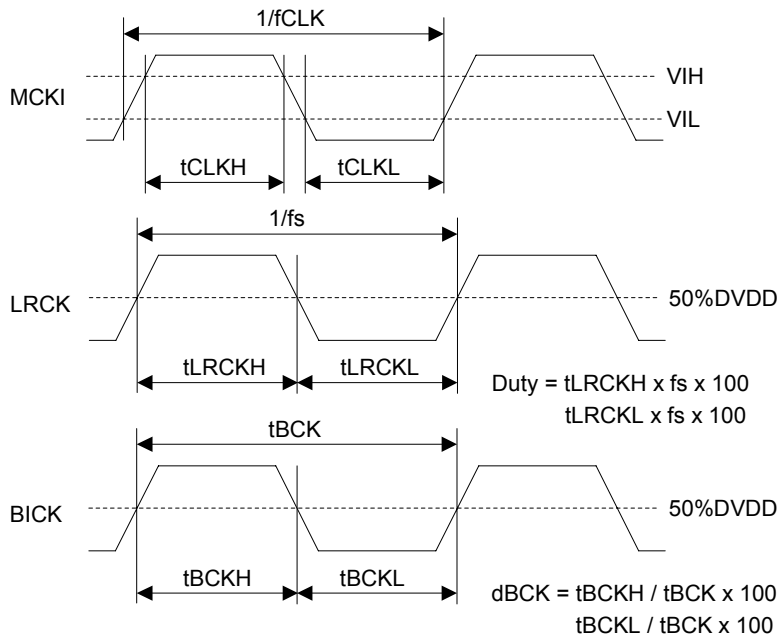 1/fCLK
VIH
MCKI
VIL
tCLKH tCLKL
1/fs
LRCK
50%DVDD
tLRCKH tLRCKL
Duty = tLRCKH x fs x 100
tLRCKL x fs x 100
tBCK
BICK
50%DVDD
tBCKH tBCKL
dBCK = tBCKH / tBCK x 100
tBCKL / tBCK x 100